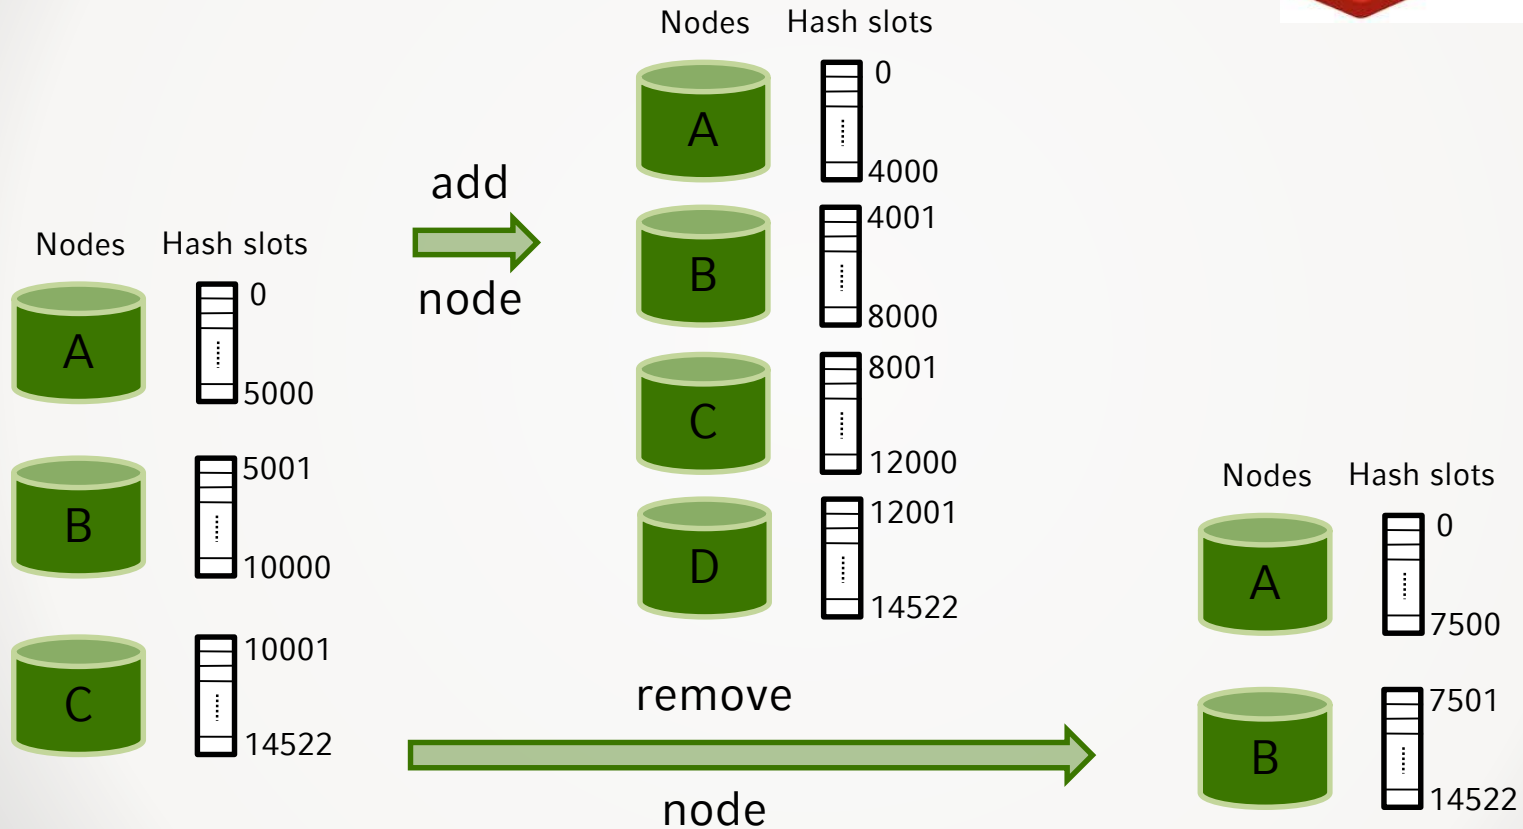 Nodes Hash slots
A
0
5000
B
5001
10000
C
10001
14522
add
node
Nodes Hash slots
A
0
4000
B
4001
8000
C
8001
12000
D
12001
14522
remove
node
Nodes Hash slots
A
0
7500
B
7501
14522